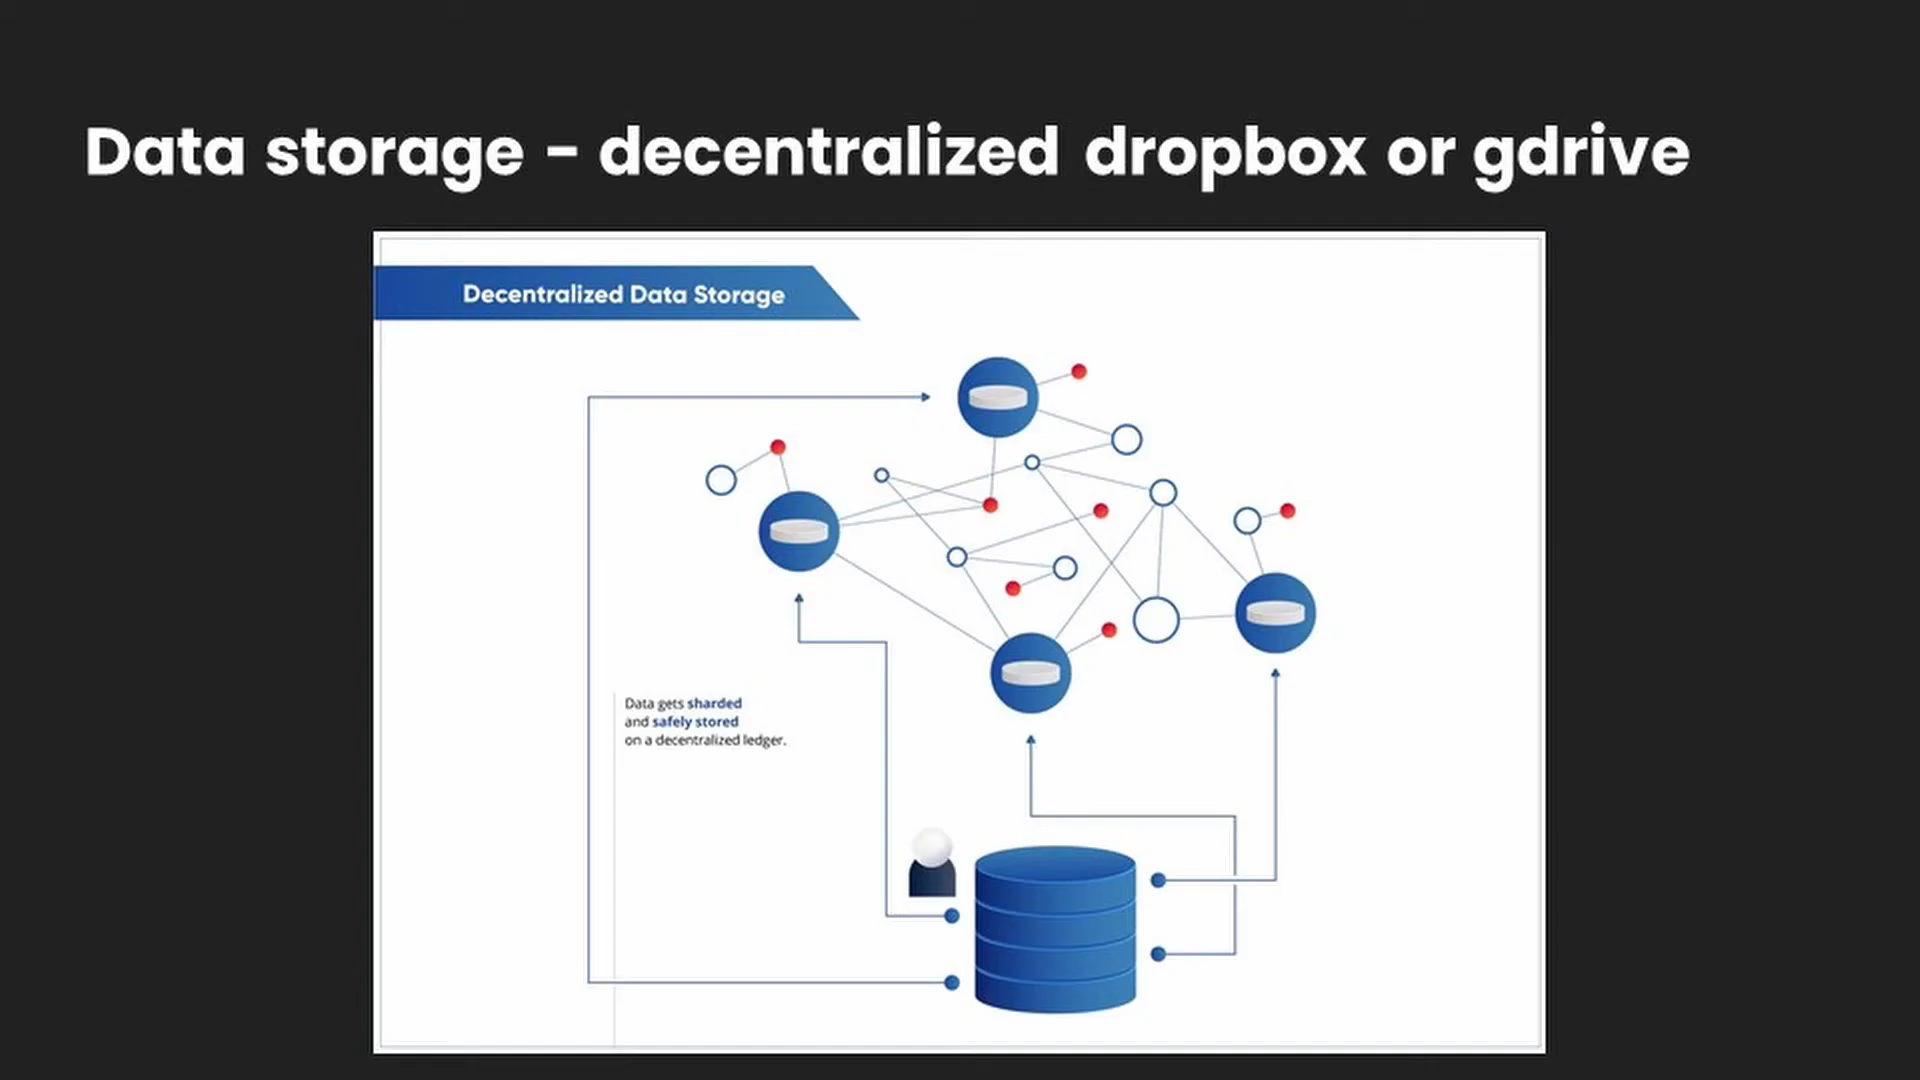 Data storage - decentralized dropbox or gdrive
Decentralized Data Storage
Data gets sharded
and safely stored
on a decentralized ledger.